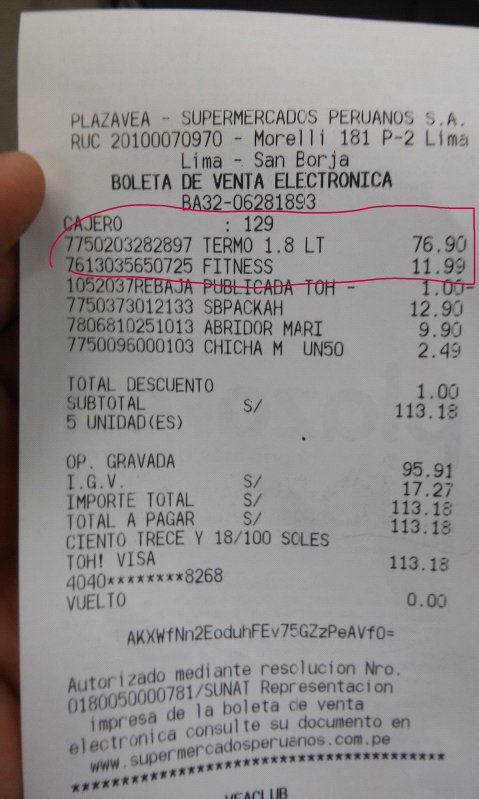 PLAZAVEA - SUPERMERCADOS PERUANOS S.A.
RUC 20100070970 - Morelli 181 P-2 Lima
Lima - San Borja
BOLETA DE VENTA ELECTRONICA
BA32-06281893
CAJERO : 129
7750203282897 TERMO 1.8 LT 76.90
7613035650725 FITNESS 11.99
1052037REBAJA PUBLICADA TOH - 1.00-
7750373012133 SBPACKAH 12.90
7806810251013 ABRIDOR MARI 9.90
7750096000103 CHICHA M UN50 2.49
TOTAL DESCUENTO 1.00
SUBTOTAL S/ 113.18
5 UNIDAD(ES)
OP. GRAVADA 95.91
I.G.V. S/ 17.27
IMPORTE TOTAL S/ 113.18
TOTAL A PAGAR S/ 113.18
CIENTO TRECE Y 18/100 SOLES
TOH! VISA 113.18
4040********8268
VUELTO 0.00
AKXWfNn2EoduhFEv75GZzPeAVf0=
Autorizado mediante resolucion Nro.
0180050000781/SUNAT Representacion
impresa de la boleta de venta
electronica consulte su documento en
www.supermercadosperuanos.com.pe
****************************************
VEACLUB